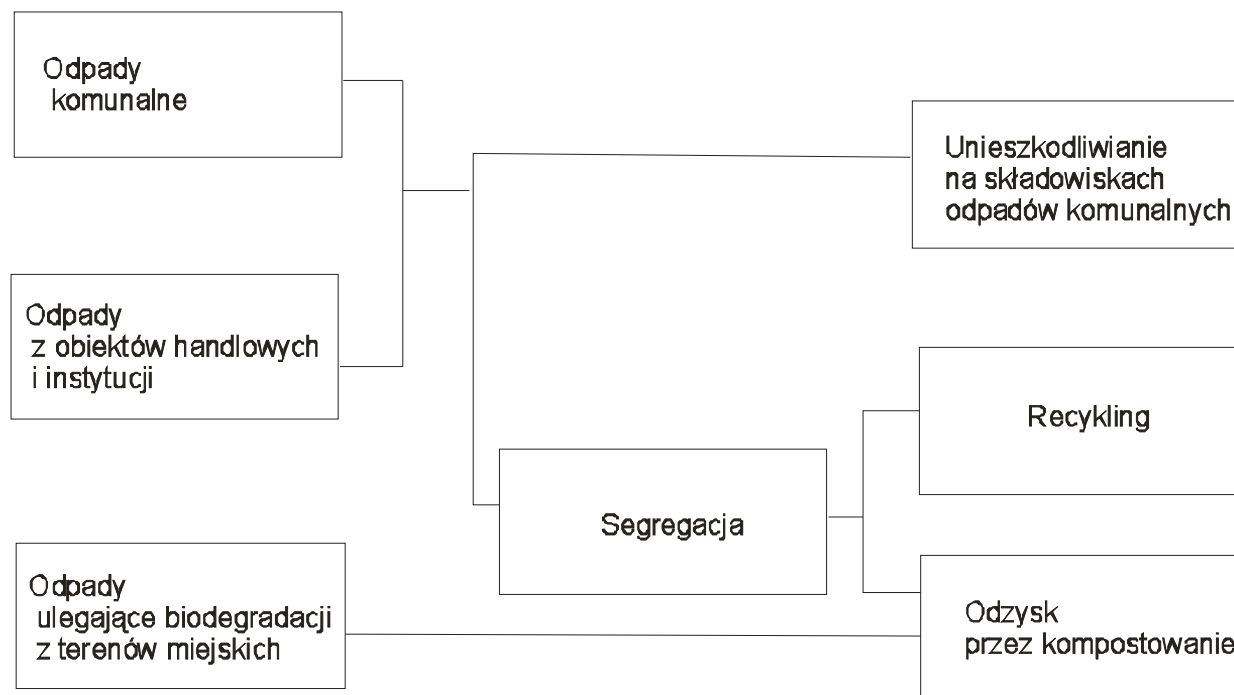 Odpady
komunalne
Unieszkodliwianie
na składowiskach
odpadów komunalnych
Odpady
z obiektów handlowych
i instytucji
Recykling
Segregacja
Odpady
ulegające biodegradacji
z terenów miejskich
Odzysk
przez kompostowanie